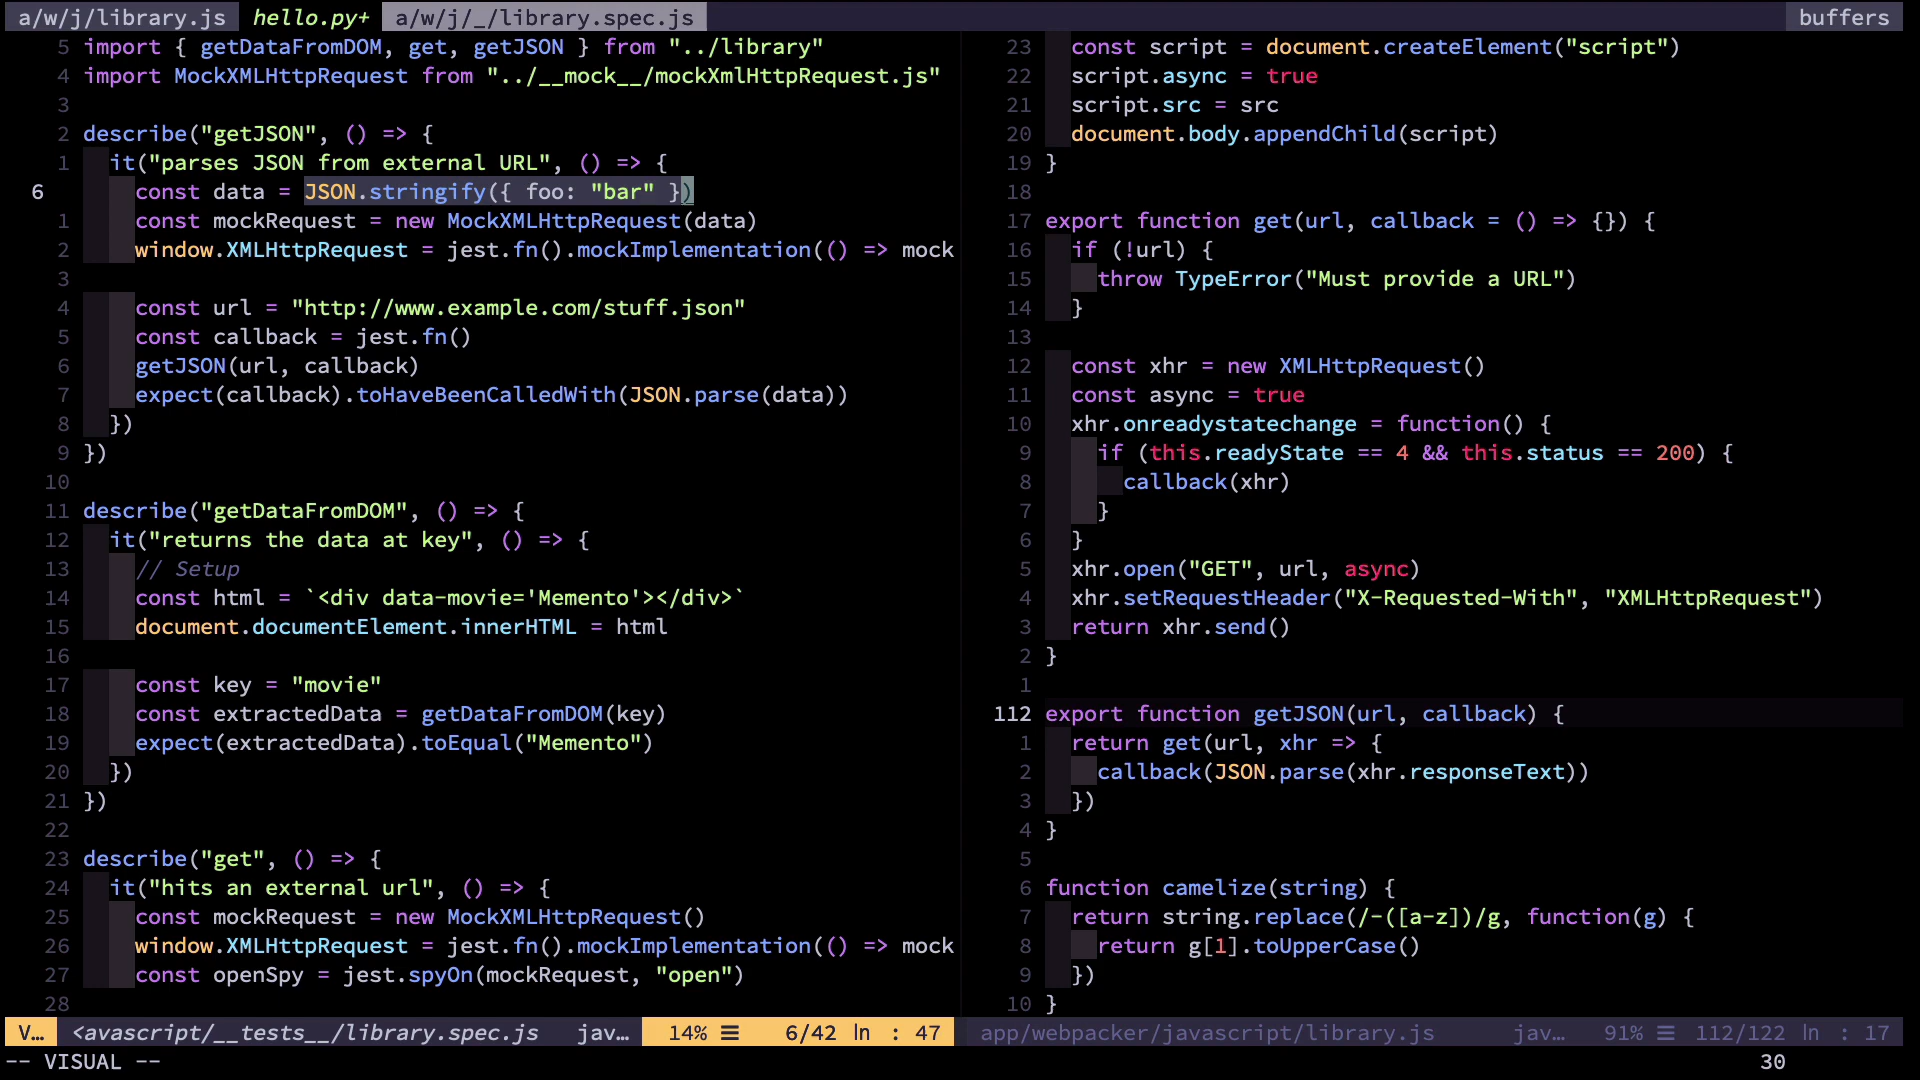 a/w/j/library.js hello.py+ a/w/j/_/library.spec.js buffers
5 import { getDataFromDOM, get, getJSON } from "../library"
4 import MockXMLHttpRequest from "../__mock__/mockXmlHttpRequest.js"
3
2 describe("getJSON", () => {
1 it("parses JSON from external URL", () => {
6 const data = JSON.stringify({ foo: "bar" })
1 const mockRequest = new MockXMLHttpRequest(data)
2 window.XMLHttpRequest = jest.fn().mockImplementation(() => mock
3
4 const url = "http://www.example.com/stuff.json"
5 const callback = jest.fn()
6 getJSON(url, callback)
7 expect(callback).toHaveBeenCalledWith(JSON.parse(data))
8 })
9 })
10
11 describe("getDataFromDOM", () => {
12 it("returns the data at key", () => {
13 // Setup
14 const html = `<div data-movie='Memento'></div>`
15 document.documentElement.innerHTML = html
16
17 const key = "movie"
18 const extractedData = getDataFromDOM(key)
19 expect(extractedData).toEqual("Memento")
20 })
21 })
22
23 describe("get", () => {
24 it("hits an external url", () => {
25 const mockRequest = new MockXMLHttpRequest()
26 window.XMLHttpRequest = jest.fn().mockImplementation(() => mock
27 const openSpy = jest.spyOn(mockRequest, "open")
28
23 const script = document.createElement("script")
22 script.async = true
21 script.src = src
20 document.body.appendChild(script)
19 }
18
17 export function get(url, callback = () => {}) {
16 if (!url) {
15 throw TypeError("Must provide a URL")
14 }
13
12 const xhr = new XMLHttpRequest()
11 const async = true
10 xhr.onreadystatechange = function() {
9 if (this.readyState == 4 && this.status == 200) {
8 callback(xhr)
7 }
6 }
5 xhr.open("GET", url, async)
4 xhr.setRequestHeader("X-Requested-With", "XMLHttpRequest")
3 return xhr.send()
2 }
1
112 export function getJSON(url, callback) {
1 return get(url, xhr => {
2 callback(JSON.parse(xhr.responseText))
3 })
4 }
5
6 function camelize(string) {
7 return string.replace(/-([a-z])/g, function(g) {
8 return g[1].toUpperCase()
9 })
10 }
V… <avascript/__tests__/library.spec.js jav… 14% ☰ 6/42 ln : 47 app/webpacker/javascript/library.js jav… 91% ☰ 112/122 ln : 17
-- VISUAL -- 30